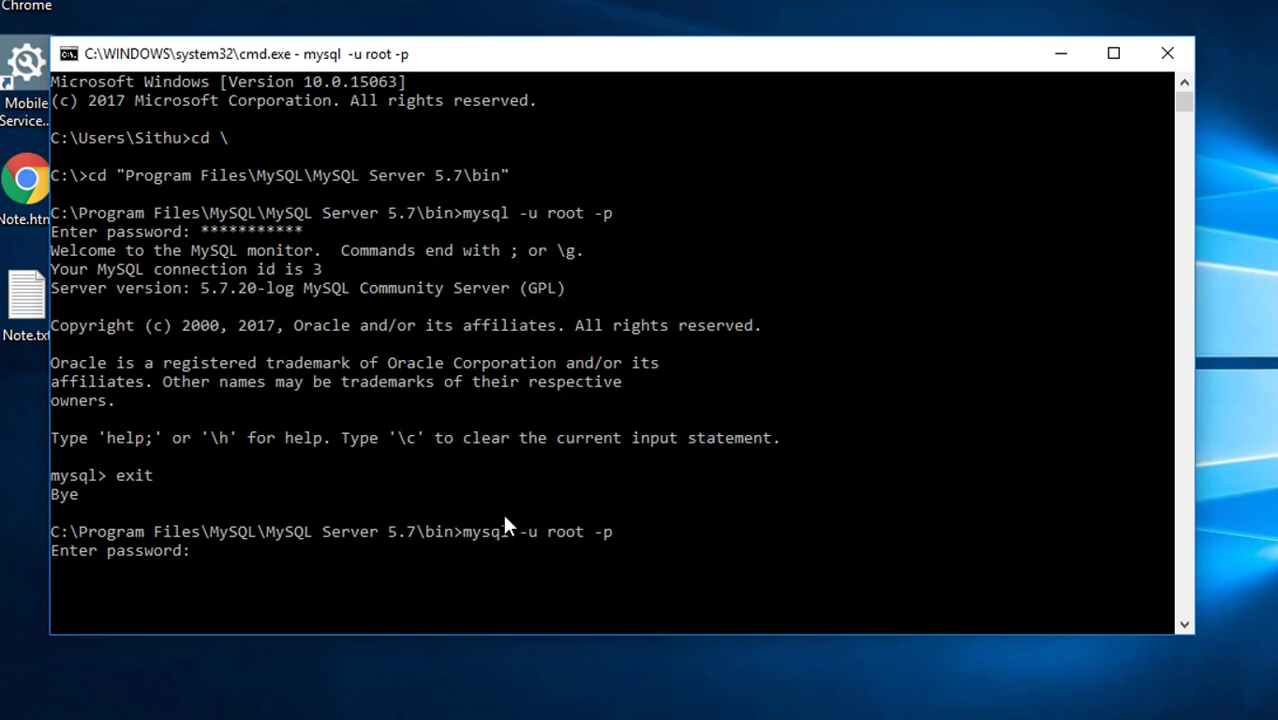 Chrome
C:\WINDOWS\system32\cmd.exe - mysql  -u root -p
Microsoft Windows [Version 10.0.15063]
(c) 2017 Microsoft Corporation. All rights reserved.
C:\Users\Sithu>cd \
C:\>cd "Program Files\MySQL\MySQL Server 5.7\bin"
C:\Program Files\MySQL\MySQL Server 5.7\bin>mysql -u root -p
Enter password: ***********
Welcome to the MySQL monitor.  Commands end with ; or \g.
Your MySQL connection id is 3
Server version: 5.7.20-log MySQL Community Server (GPL)
Copyright (c) 2000, 2017, Oracle and/or its affiliates. All rights reserved.
Oracle is a registered trademark of Oracle Corporation and/or its
affiliates. Other names may be trademarks of their respective
owners.
Type 'help;' or '\h' for help. Type '\c' to clear the current input statement.
mysql> exit
Bye
C:\Program Files\MySQL\MySQL Server 5.7\bin>mysql -u root -p
Enter password:
Mobile
Service...
Note.htn
Note.txt